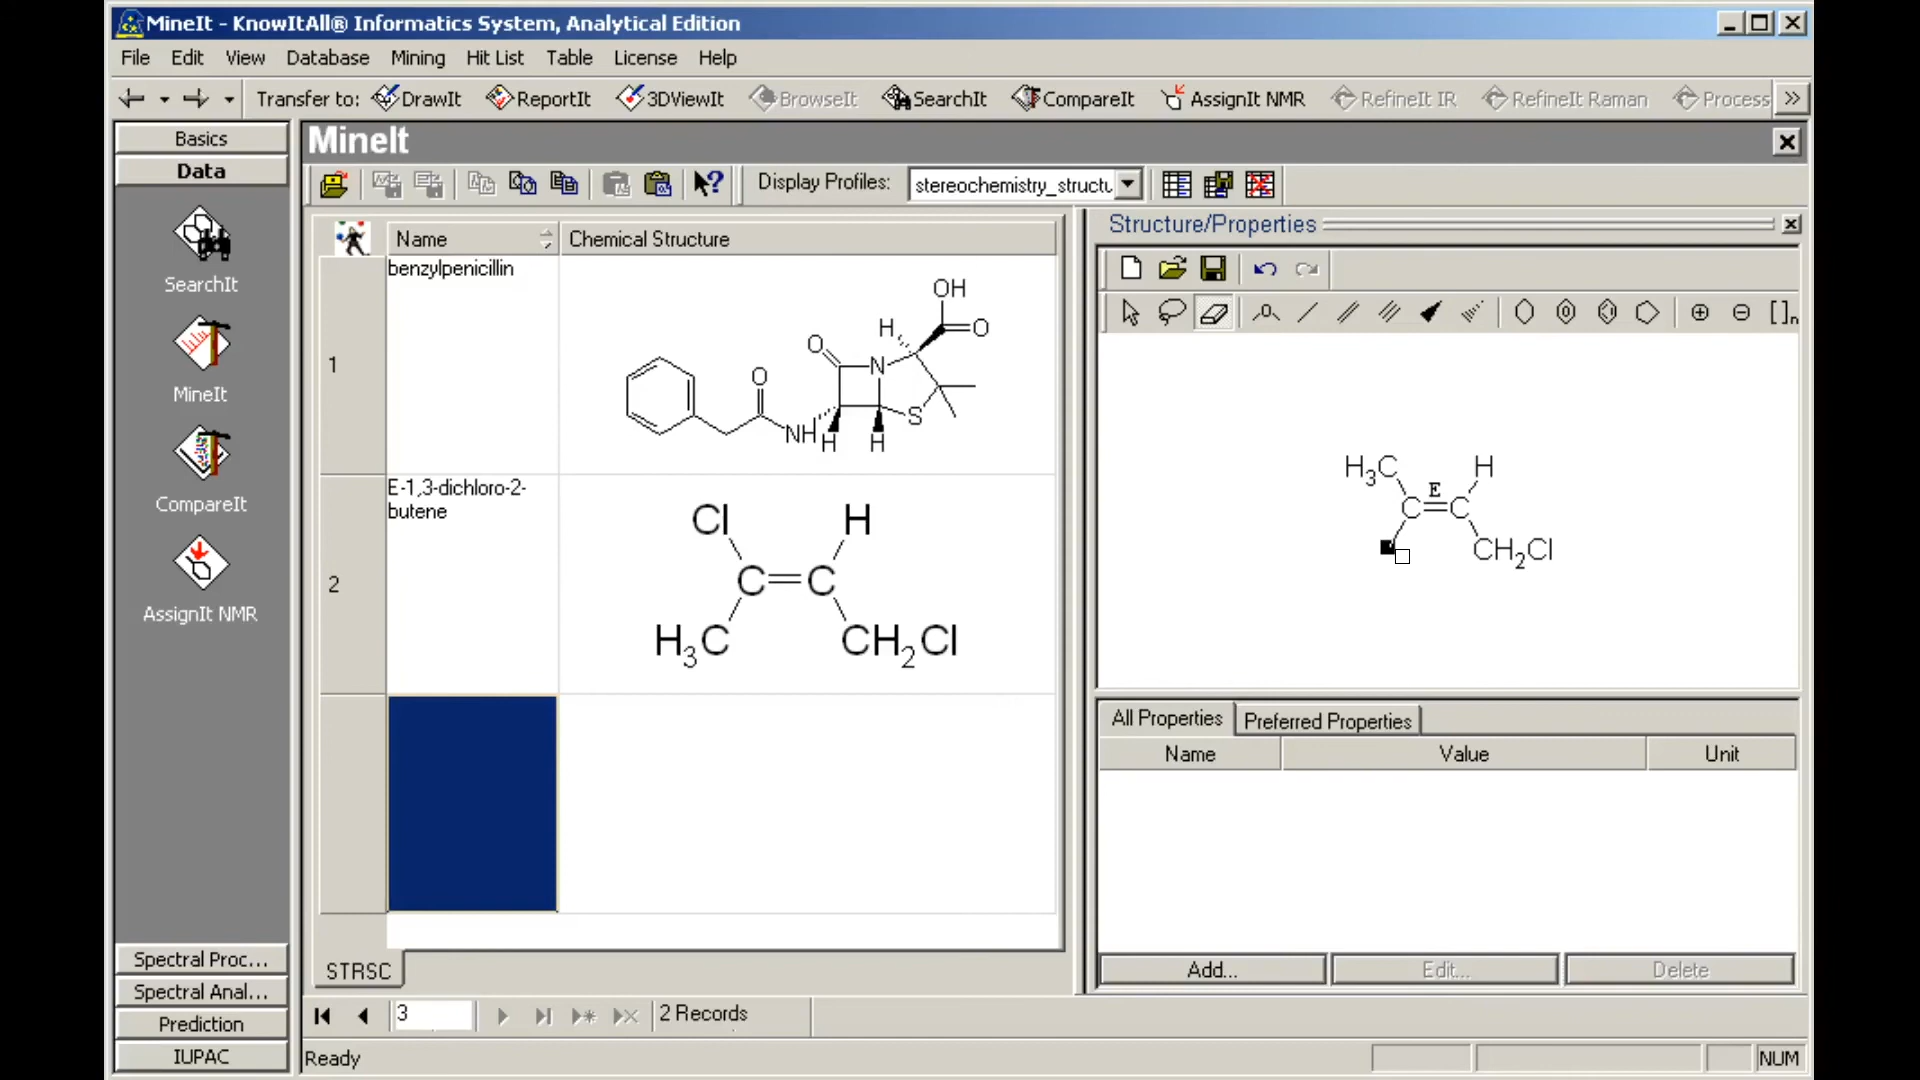 MineIt - KnowItAll® Informatics System, Analytical Edition
File Edit View Database Mining Hit List Table License Help
Transfer to: DrawIt ReportIt 3DViewIt BrowseIt SearchIt CompareIt AssignIt NMR RefineIt IR RefineIt Raman Process
Basics
Data
SearchIt
MineIt
CompareIt
AssignIt NMR
Spectral Proc...
Spectral Anal...
Prediction
IUPAC
MineIt
Display Profiles: stereochemistry_structu
Name Chemical Structure
1
benzylpenicillin
OH
H O
O N
O
S
NH H H
2
E-1,3-dichloro-2-
butene
Cl H
C C
H3C CH2Cl
STRSC
3 2 Records
Ready
Structure/Properties
[]n
H3C H
E
C C
CH2Cl
All Properties Preferred Properties
Name Value Unit
Add... Edit... Delete
NUM